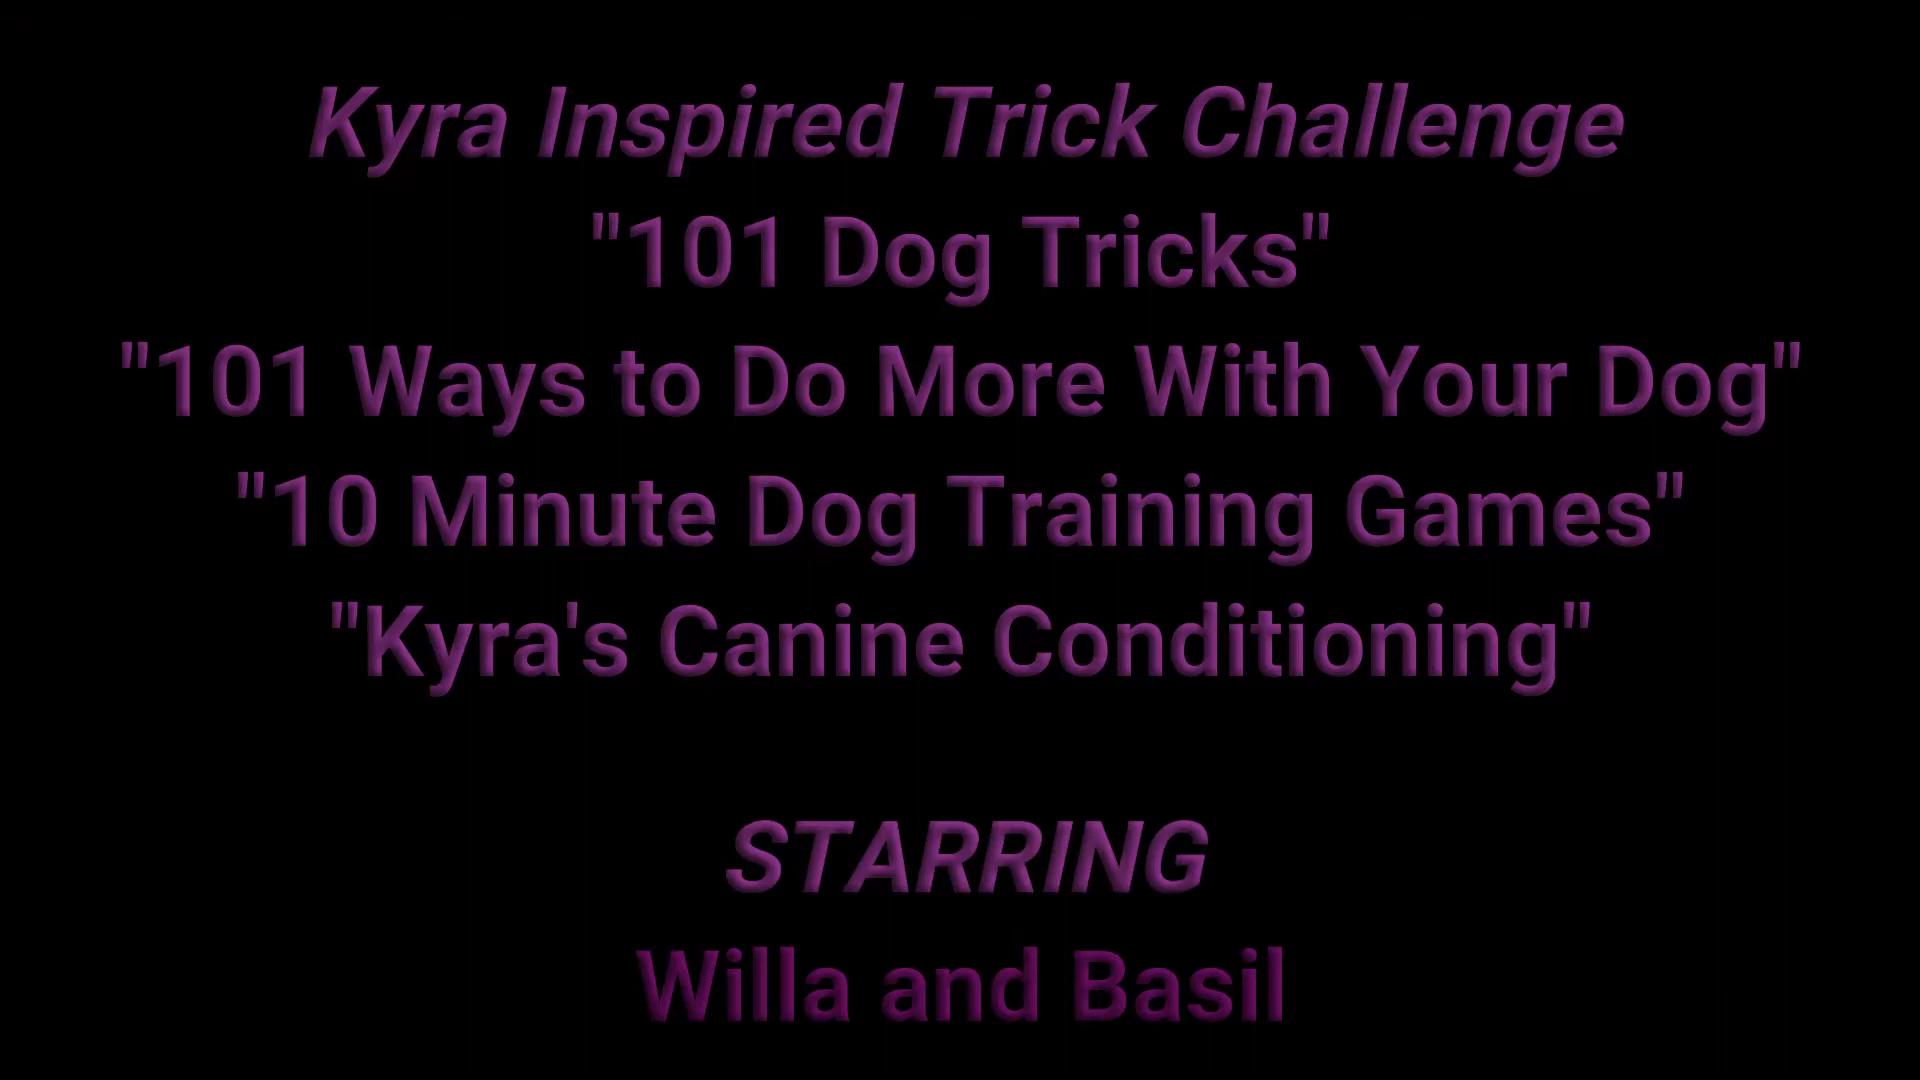 Kyra Inspired Trick Challenge
"101 Dog Tricks"
"101 Ways to Do More With Your Dog"
"10 Minute Dog Training Games"
"Kyra's Canine Conditioning"
STARRING
Willa and Basil